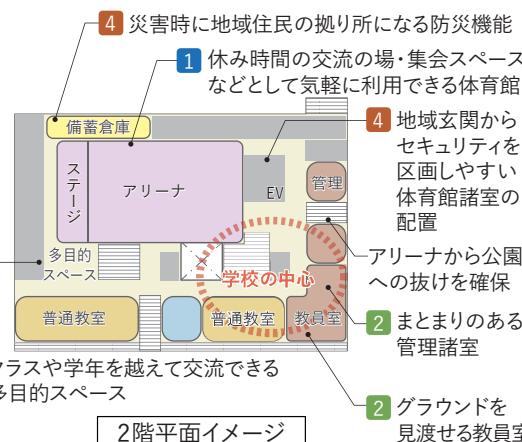 4 災害時に地域住民の拠り所になる防災機能
1 休み時間の交流の場・集会スペース
などとして気軽に利用できる体育館
備蓄倉庫
4 地域玄関から
セキュリティを
区画しやすい
体育館諸室の
配置
ステージ
アリーナ
EV
管理
多目的
スペース
学校の中心
アリーナから公園
への抜けを確保
普通教室
普通教室
教員室
2 まとまりのある
管理諸室
クラスや学年を越えて交流できる
多目的スペース
2 グラウンドを
見渡せる教員室
2階平面イメージ